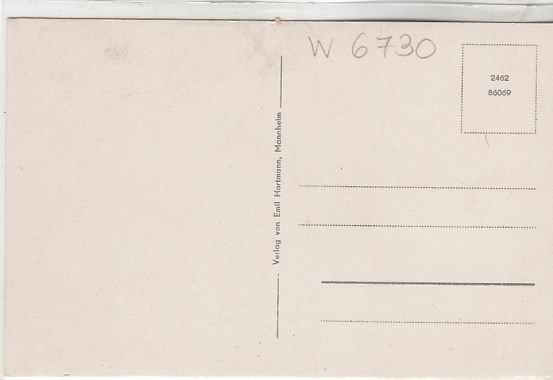 W 6730
2462
86069
Verlag von Emil Hartmann, Mannheim